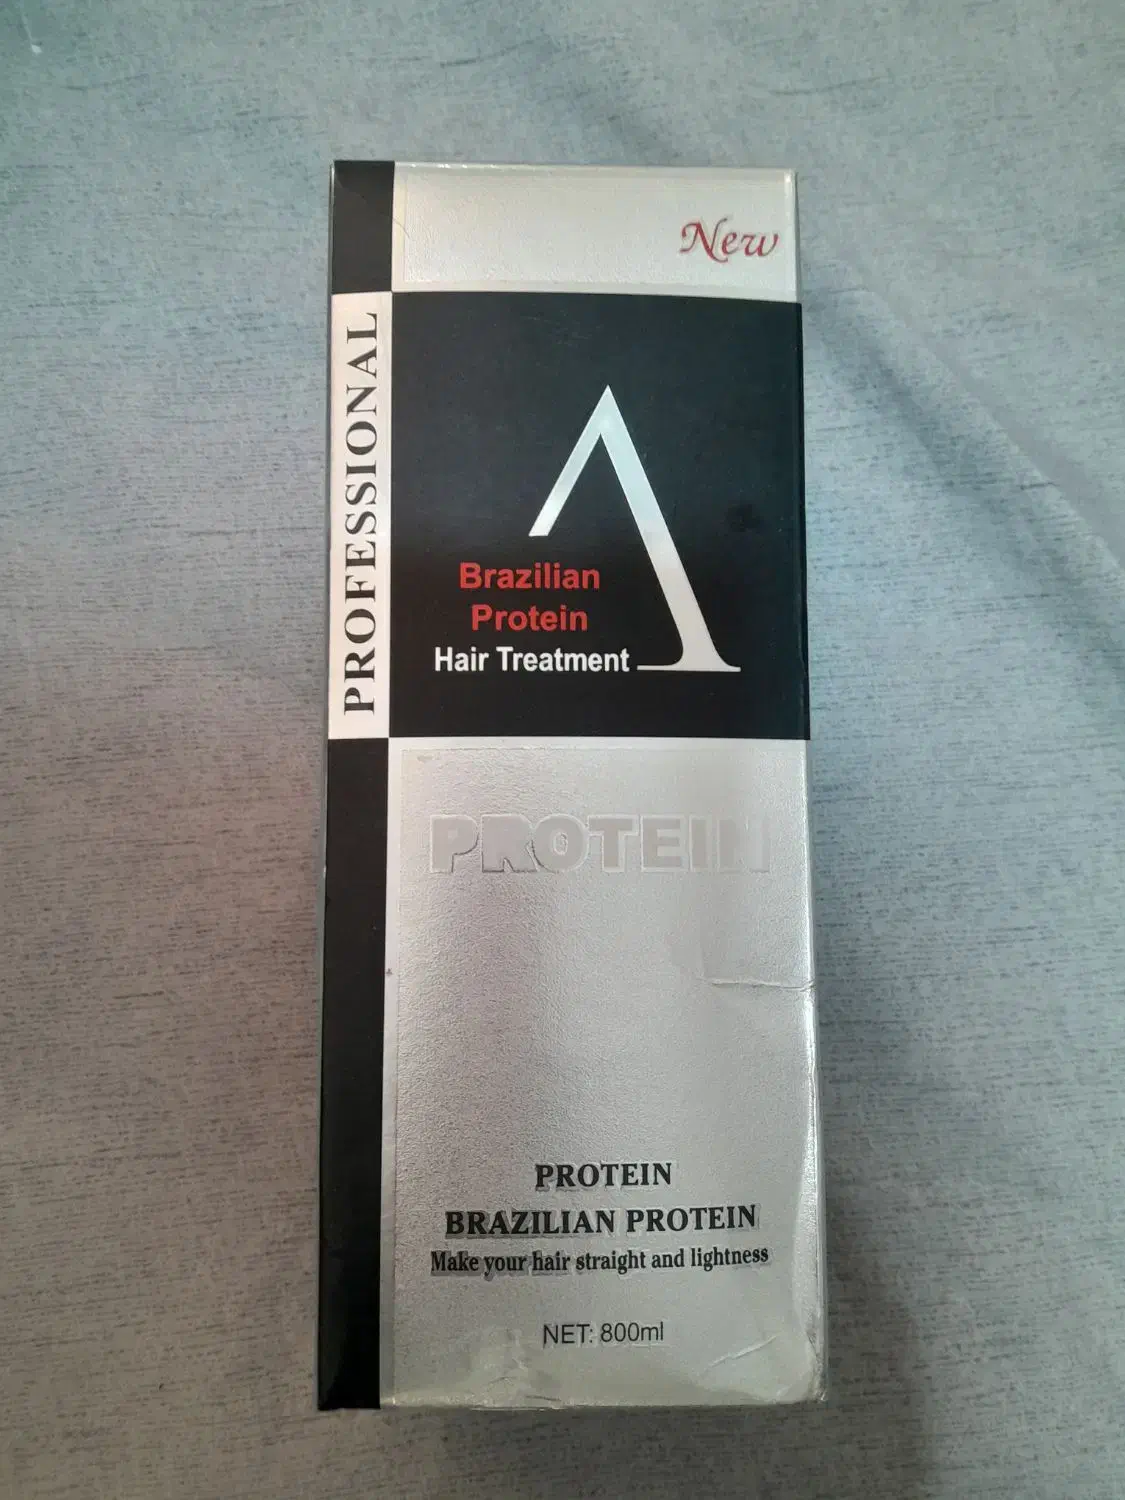 New
PROFESSIONAL
Brazilian
Protein
Hair Treatment
PROTEIN
PROTEIN
BRAZILIAN PROTEIN
Make your hair straight and lightness
NET: 800ml